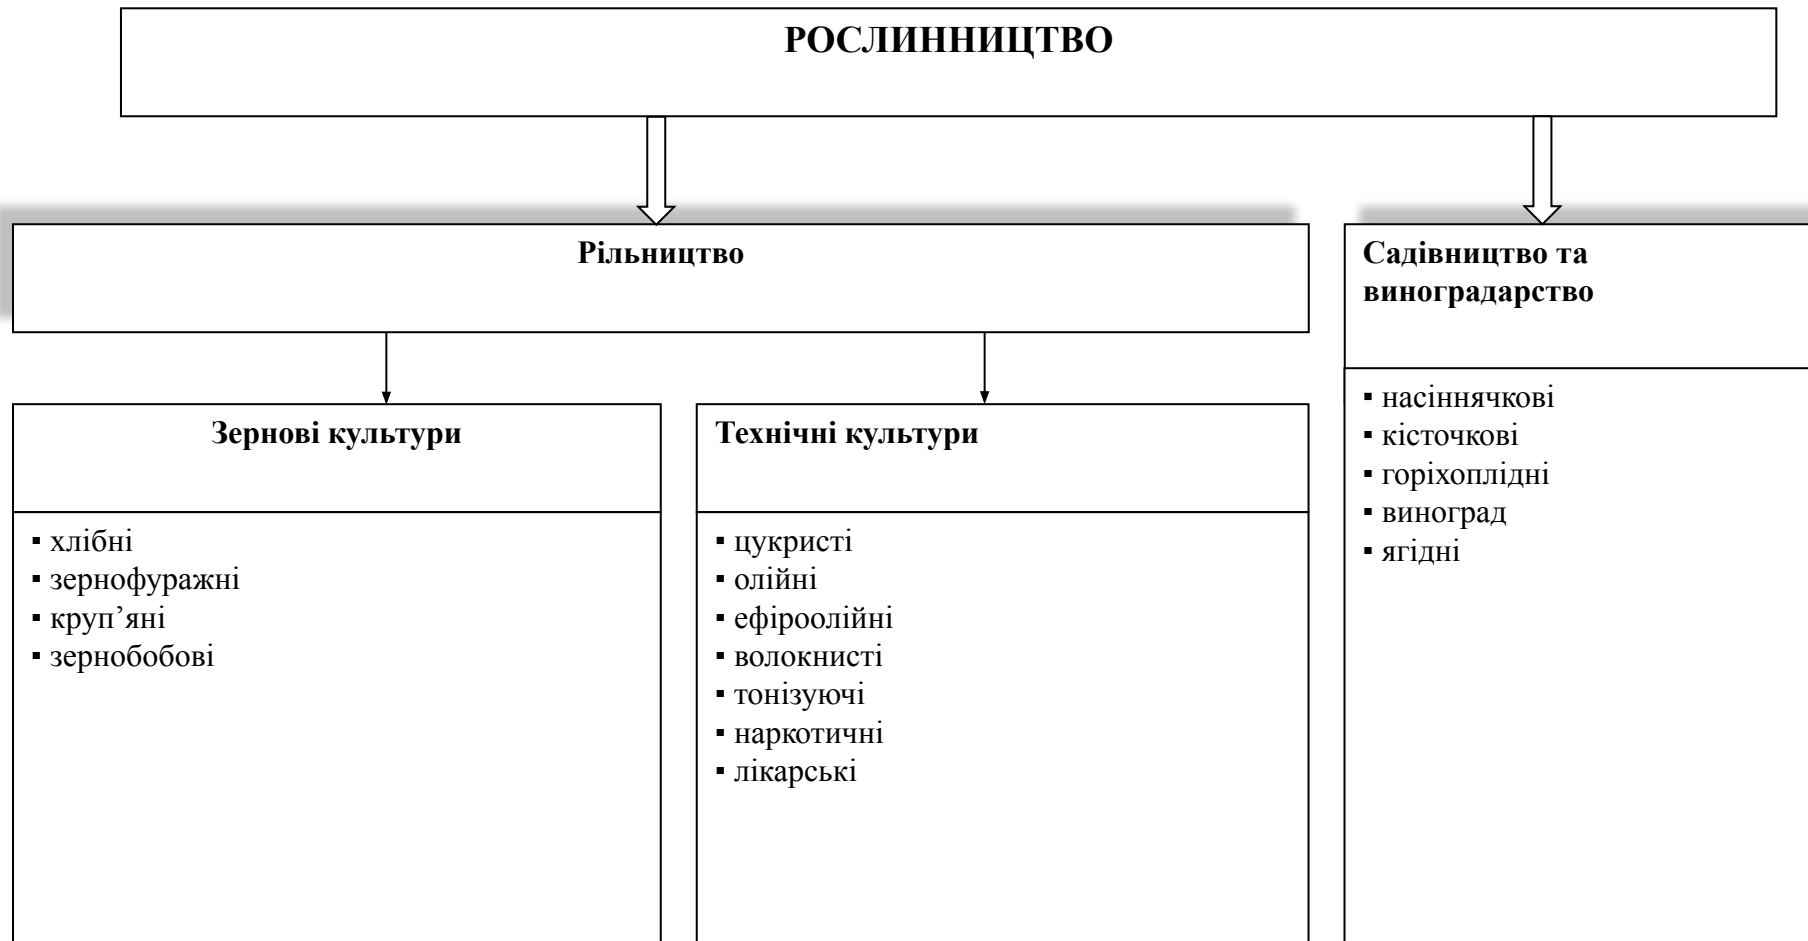 РОСЛИННИЦТВО
Рільництво
Садівництво та
виноградарство
Зернові культури
▪ хлібні
▪ зернофуражні
▪ круп’яні
▪ зернобобові
Технічні культури
▪ цукристі
▪ олійні
▪ ефіроолійні
▪ волокнисті
▪ тонізуючі
▪ наркотичні
▪ лікарські
▪ насіннячкові
▪ кісточкові
▪ горіхоплідні
▪ виноград
▪ ягідні